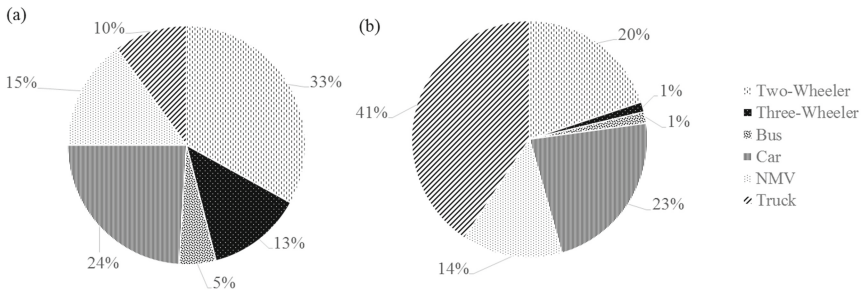 (a)
10%
33%
15%
24%
5%
13%
(b)
20%
1%
1%
41%
23%
14%
Two-Wheeler
Three-Wheeler
Bus
Car
NMV
Truck